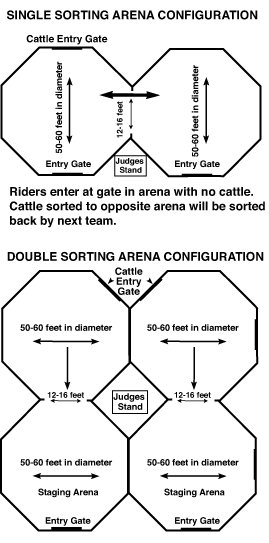 SINGLE SORTING ARENA CONFIGURATION
Cattle Entry Gate
50-60 feet in diameter
12-16 feet
50-60 feet in diameter
Entry Gate
Judges
Stand
Entry Gate
Riders enter at gate in arena with no cattle.
Cattle sorted to opposite arena will be sorted
back by next team.
DOUBLE SORTING ARENA CONFIGURATION
Cattle
Entry
Gate
50-60 feet in diameter
50-60 feet in diameter
12-16 feet
Judges
Stand
12-16 feet
50-60 feet in diameter
Staging Arena
50-60 feet in diameter
Staging Arena
Entry Gate
Entry Gate